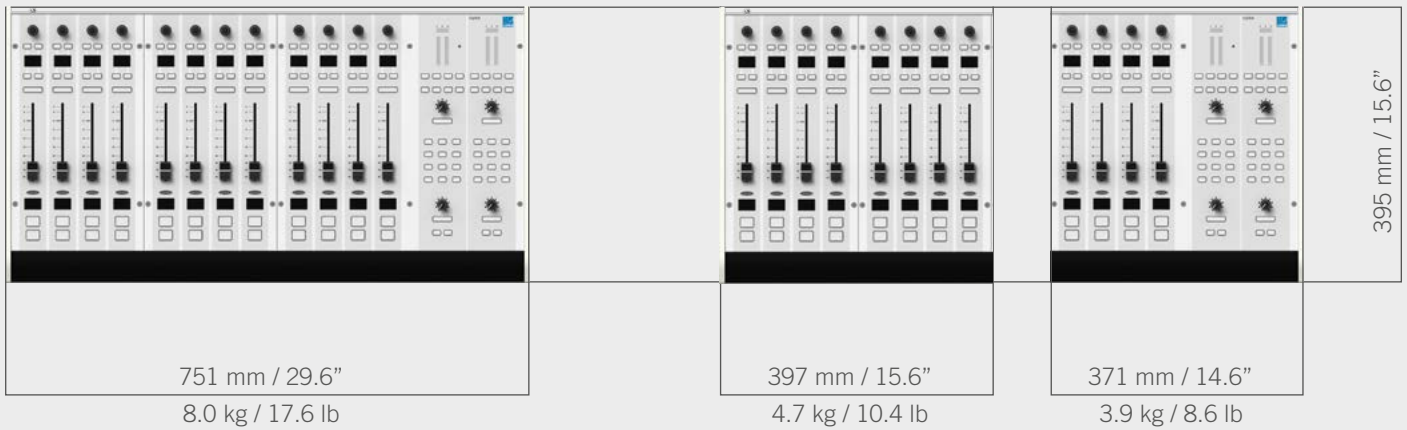 395 mm / 15.6”
751 mm / 29.6”
397 mm / 15.6”
371 mm / 14.6”
8.0 kg / 17.6 lb
4.7 kg / 10.4 lb
3.9 kg / 8.6 lb